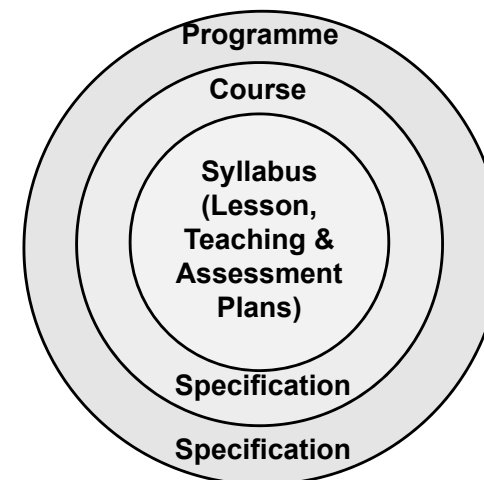 Programme
Course
Syllabus
(Lesson,
Teaching &
Assessment
Plans)
Specification
Specification